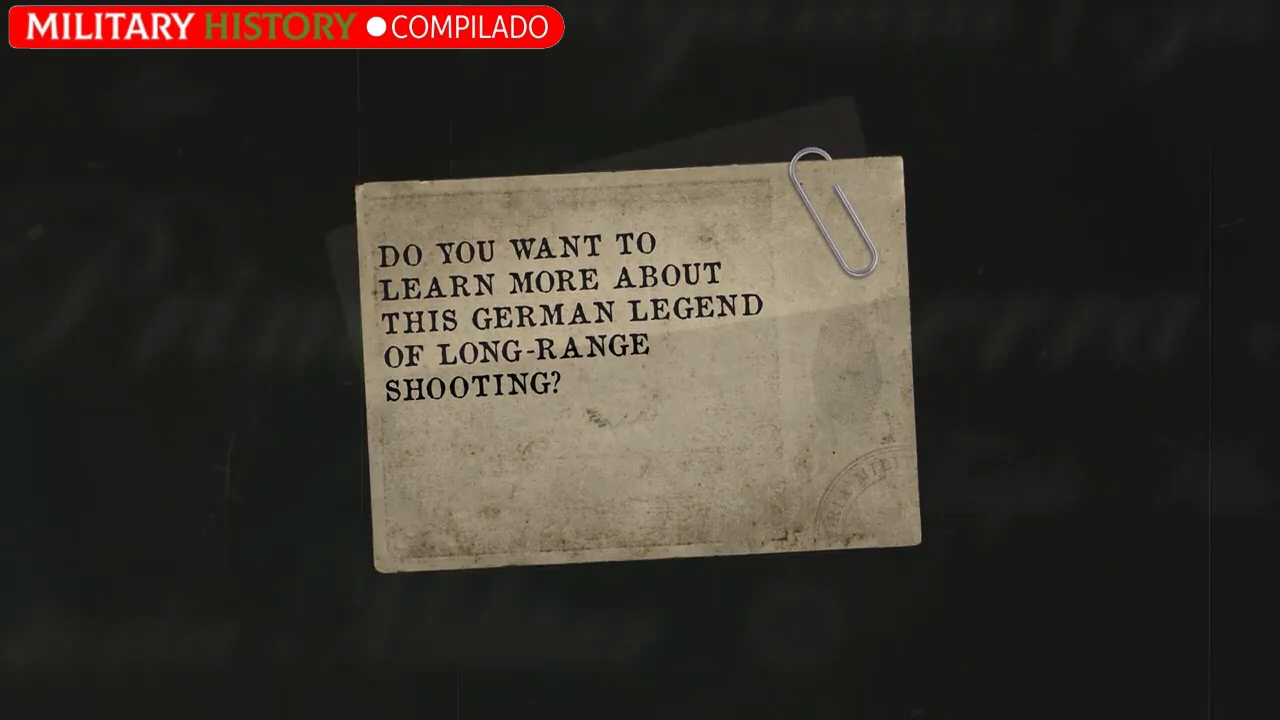 MILITARY HISTORY COMPILADO
DO YOU WANT TO
LEARN MORE ABOUT
THIS GERMAN LEGEND
OF LONG-RANGE
SHOOTING?